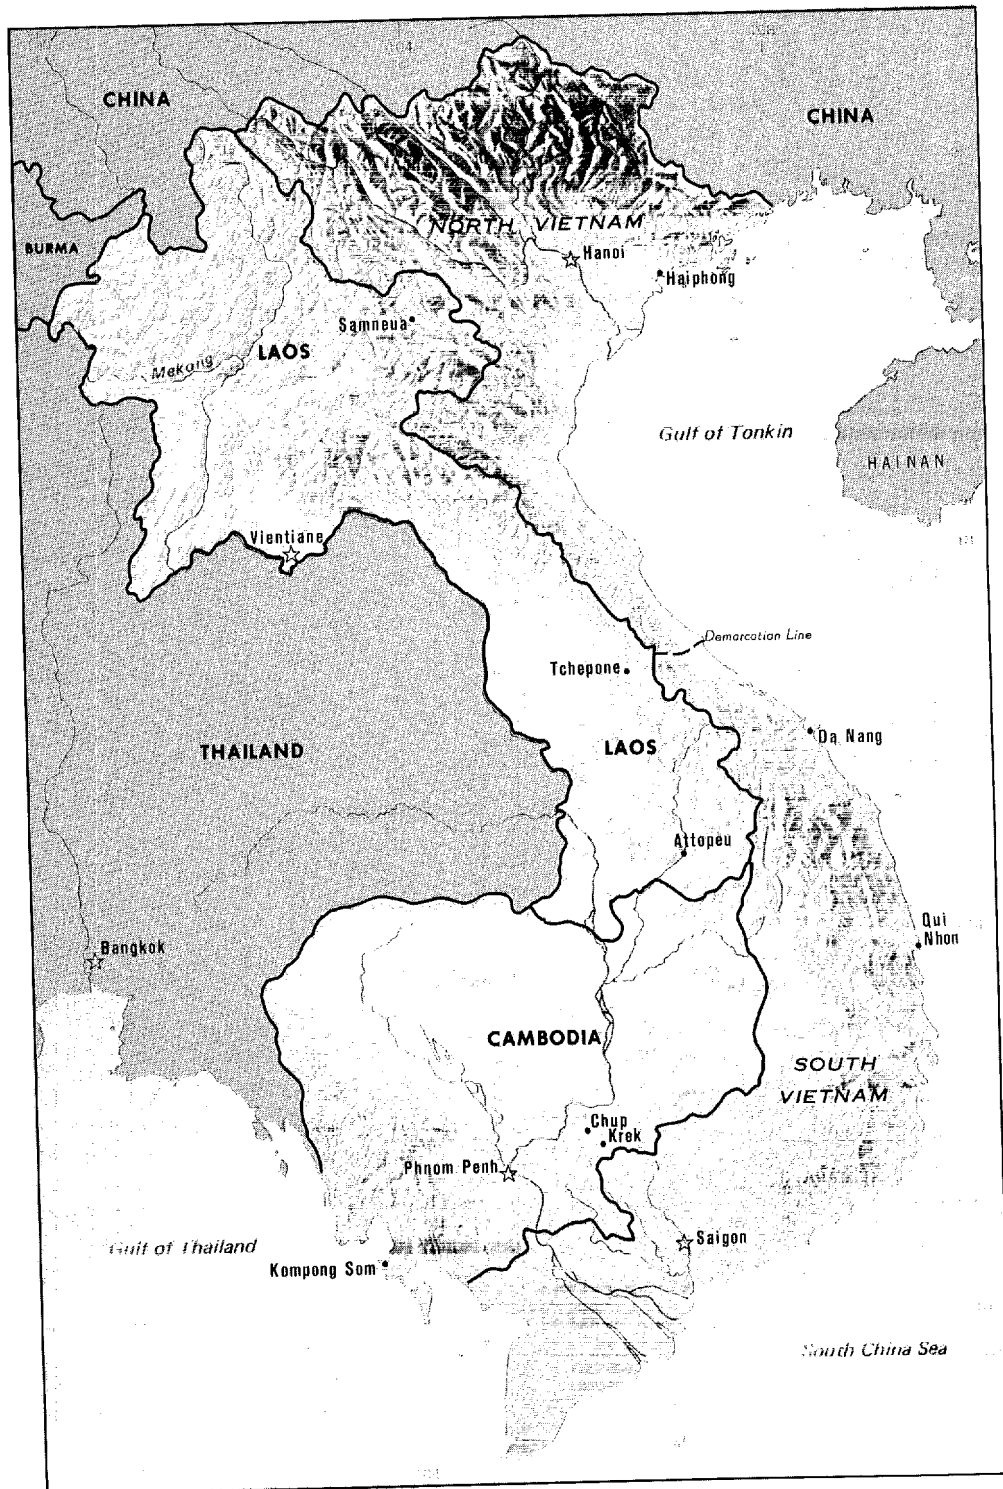 CHINA
CHINA
BURMA
NORTH VIETNAM
Hanoi
Haiphong
Samneua
LAOS
Mekong
Gulf of Tonkin
HAINAN
Vientiane
Demarcation Line
Tchepone
THAILAND
LAOS
Da Nang
Attopeu
Qui
Nhon
Bangkok
CAMBODIA
SOUTH
VIETNAM
Chup
Krek
Phnom Penh
Saigon
Gulf of Thailand
Kompong Som
South China Sea